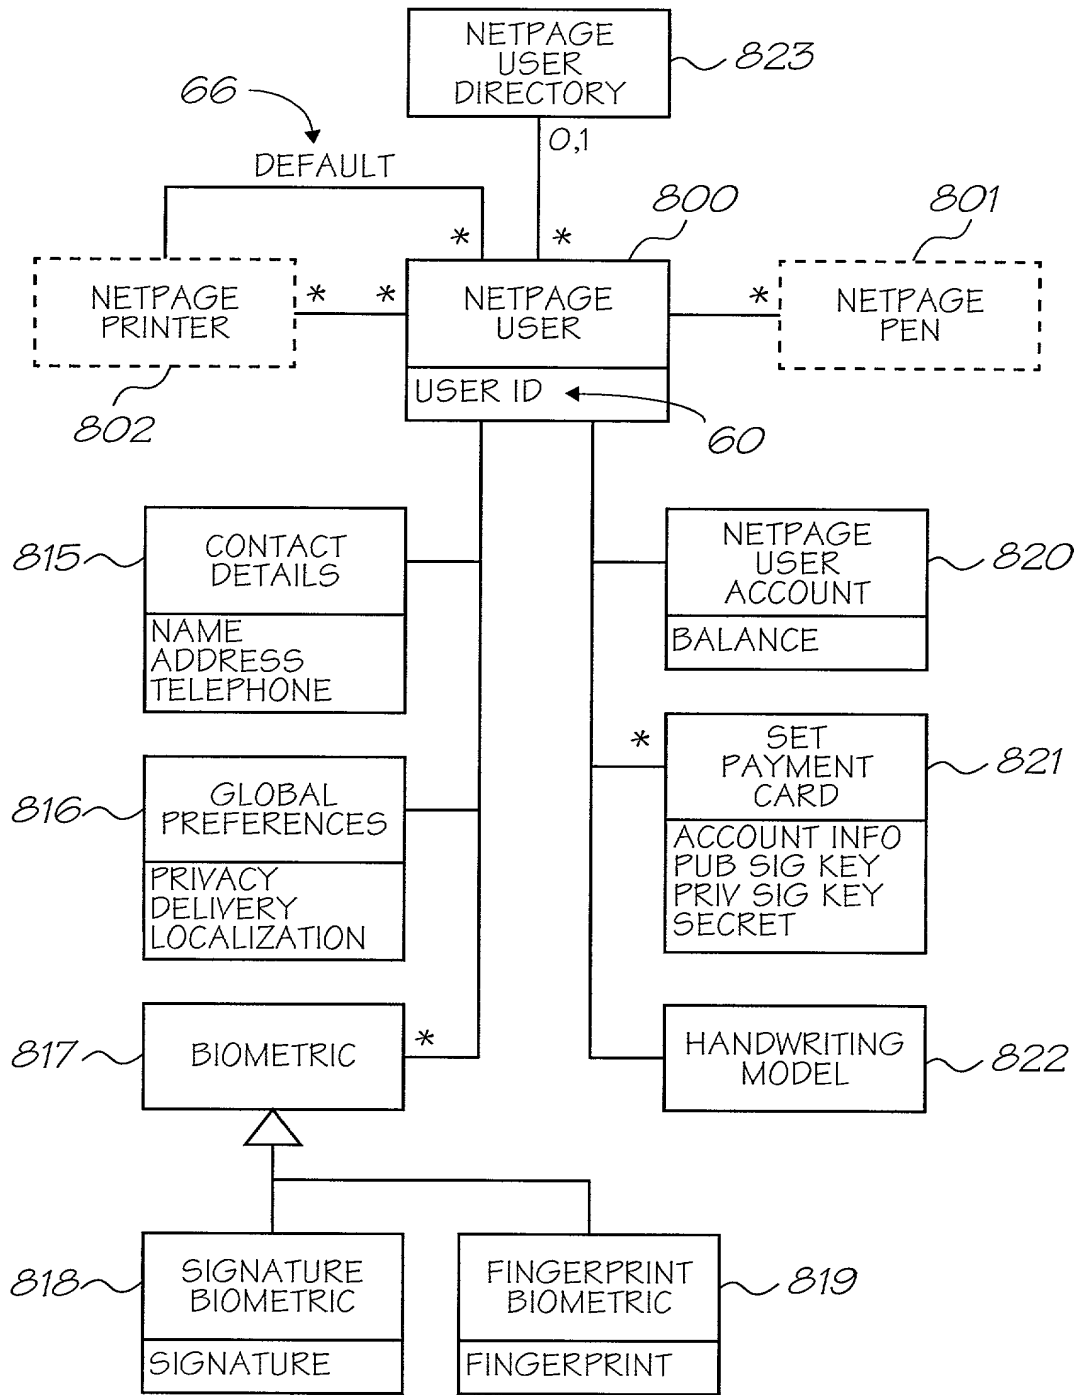 NETPAGE
USER
DIRECTORY
823
66
0,1
DEFAULT
800
801
*
*
NETPAGE
PRINTER
*
*
NETPAGE
USER
*
NETPAGE
PEN
USER ID
802
60
815
CONTACT
DETAILS
NAME
ADDRESS
TELEPHONE
NETPAGE
USER
ACCOUNT
820
BALANCE
816
GLOBAL
PREFERENCES
PRIVACY
DELIVERY
LOCALIZATION
*
SET
PAYMENT
CARD
821
ACCOUNT INFO
PUB SIG KEY
PRIV SIG KEY
SECRET
817
BIOMETRIC
*
HANDWRITING
MODEL
822
818
SIGNATURE
BIOMETRIC
SIGNATURE
FINGERPRINT
BIOMETRIC
819
FINGERPRINT